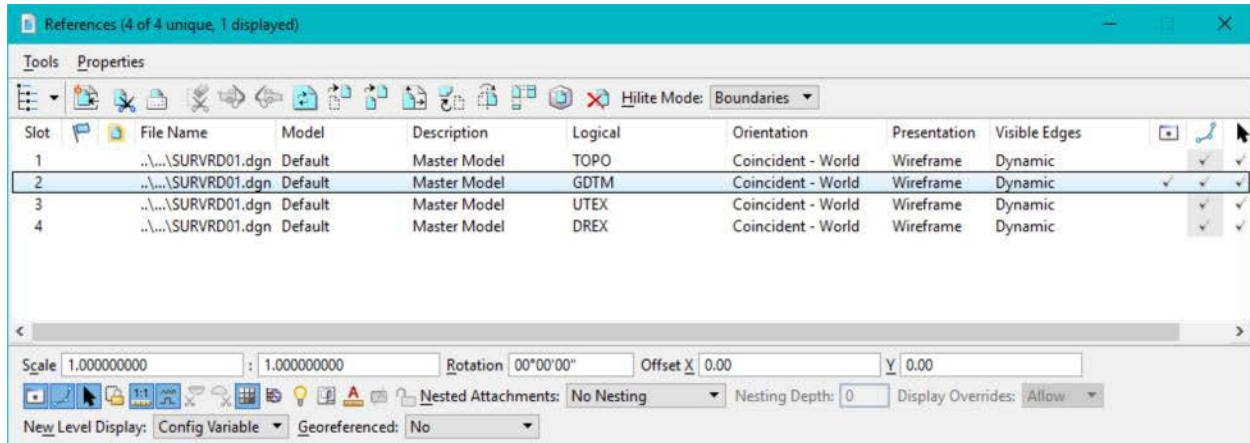 References (4 of 4 unique, 1 displayed)
Tools Properties
Hilite Mode: Boundaries
Slot File Name Model Description Logical Orientation Presentation Visible Edges
1 ..\...\SURVRD01.dgn Default Master Model TOPO Coincident - World Wireframe Dynamic
2 ..\...\SURVRD01.dgn Default Master Model GDTM Coincident - World Wireframe Dynamic
3 ..\...\SURVRD01.dgn Default Master Model UTEX Coincident - World Wireframe Dynamic
4 ..\...\SURVRD01.dgn Default Master Model DREX Coincident - World Wireframe Dynamic
Scale 1.000000000 : 1.000000000 Rotation 00°00'00" Offset X 0.00 Y 0.00
1:1 A Nested Attachments: No Nesting Nesting Depth: 0 Display Overrides: Allow
New Level Display: Config Variable Georeferenced: No